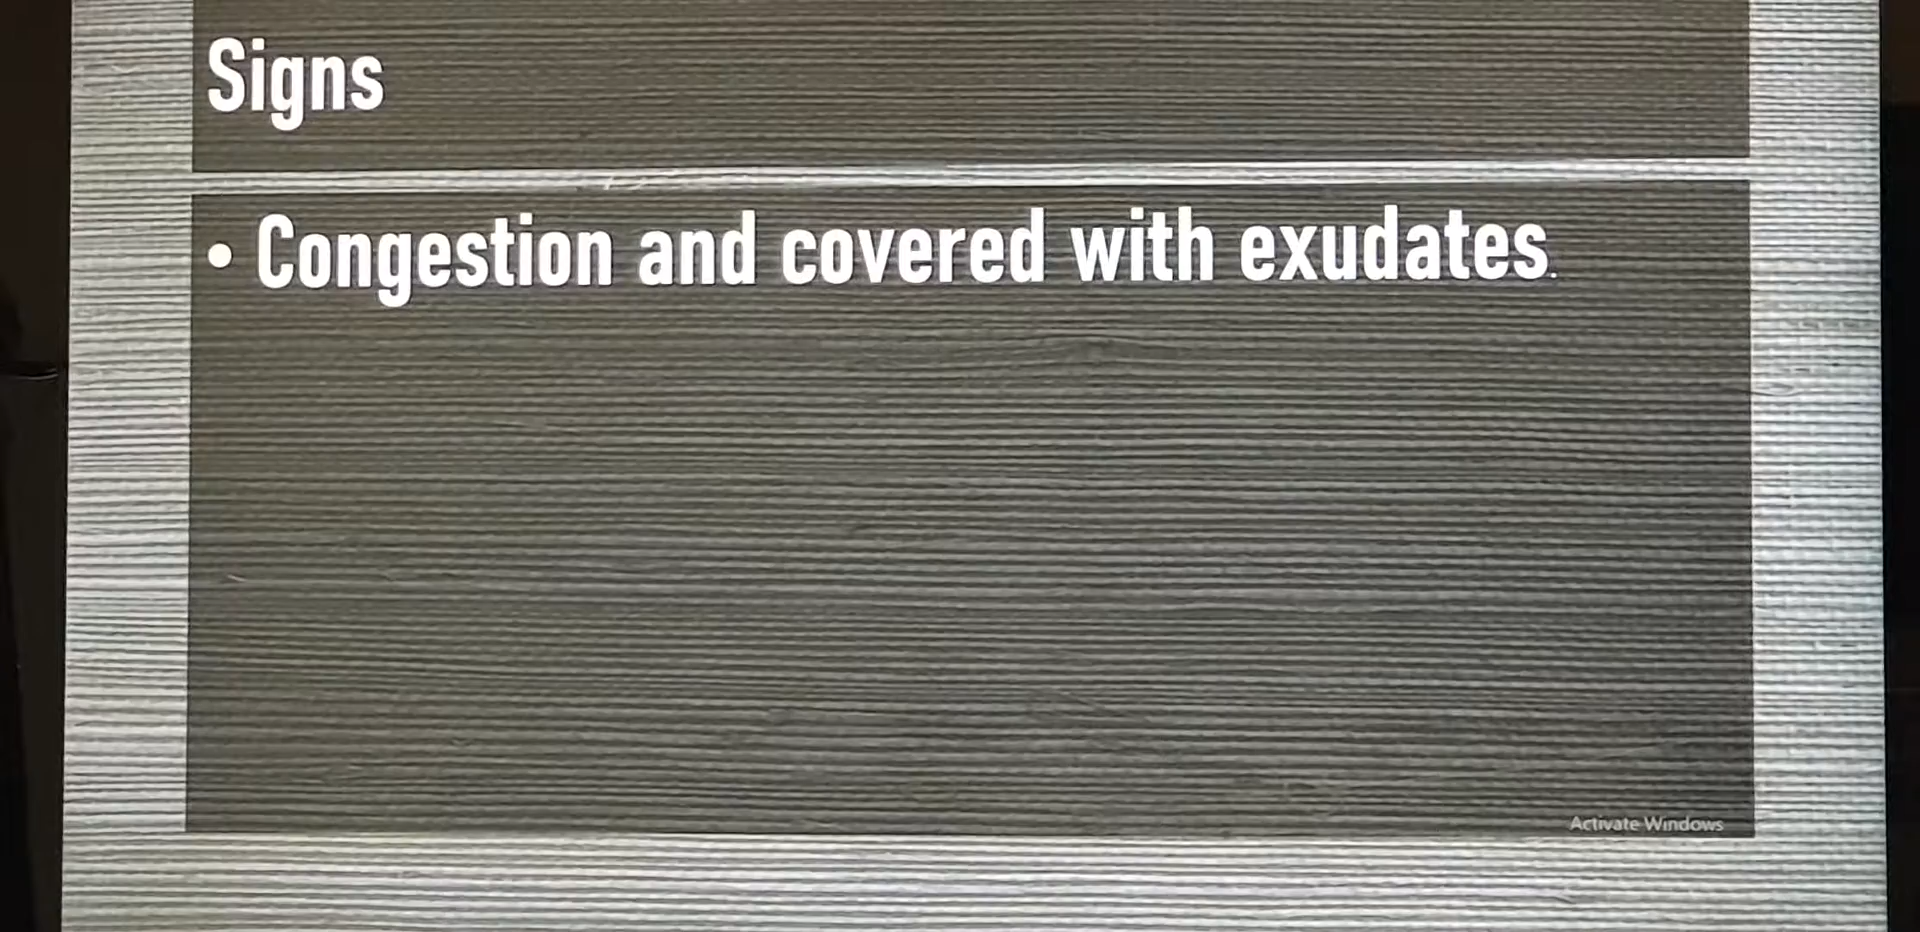 Signs
• Congestion and covered with exudates.
Activate Windows